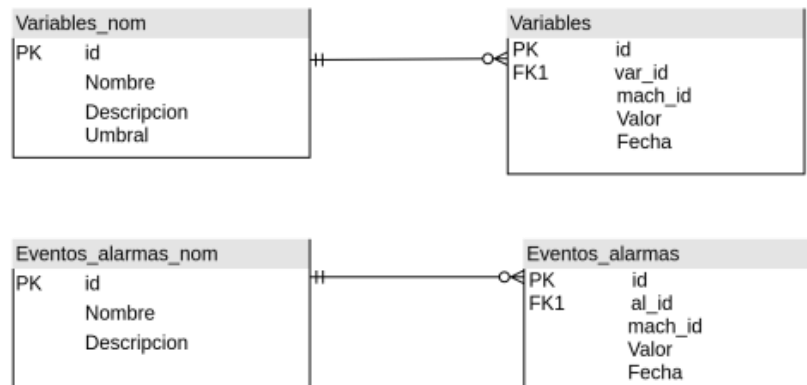 Variables_nom
PK id
Nombre
Descripcion
Umbral
Variables
PK id
FK1 var_id
mach_id
Valor
Fecha
Eventos_alarmas_nom
PK id
Nombre
Descripcion
Eventos_alarmas
PK id
FK1 al_id
mach_id
Valor
Fecha